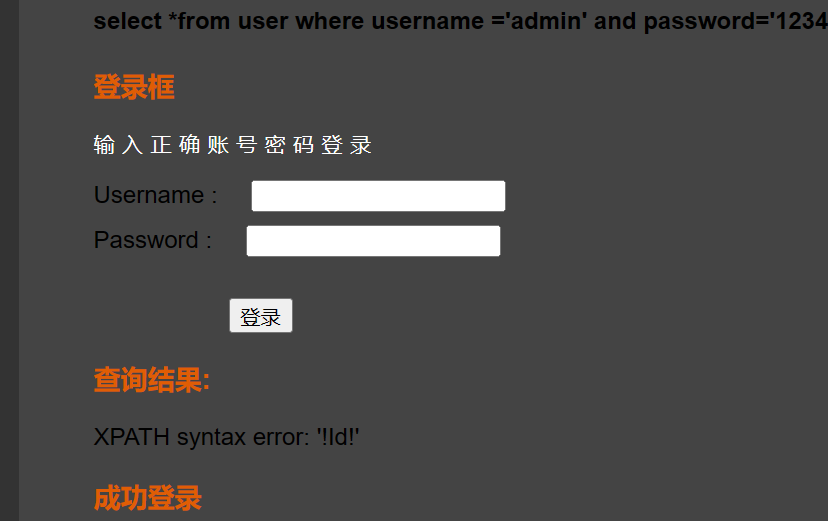 select *from user where username ='admin' and password='1234
登录框
输入正确账号密码登录
Username :
Password :
登录
查询结果:
XPATH syntax error: '!Id!'
成功登录